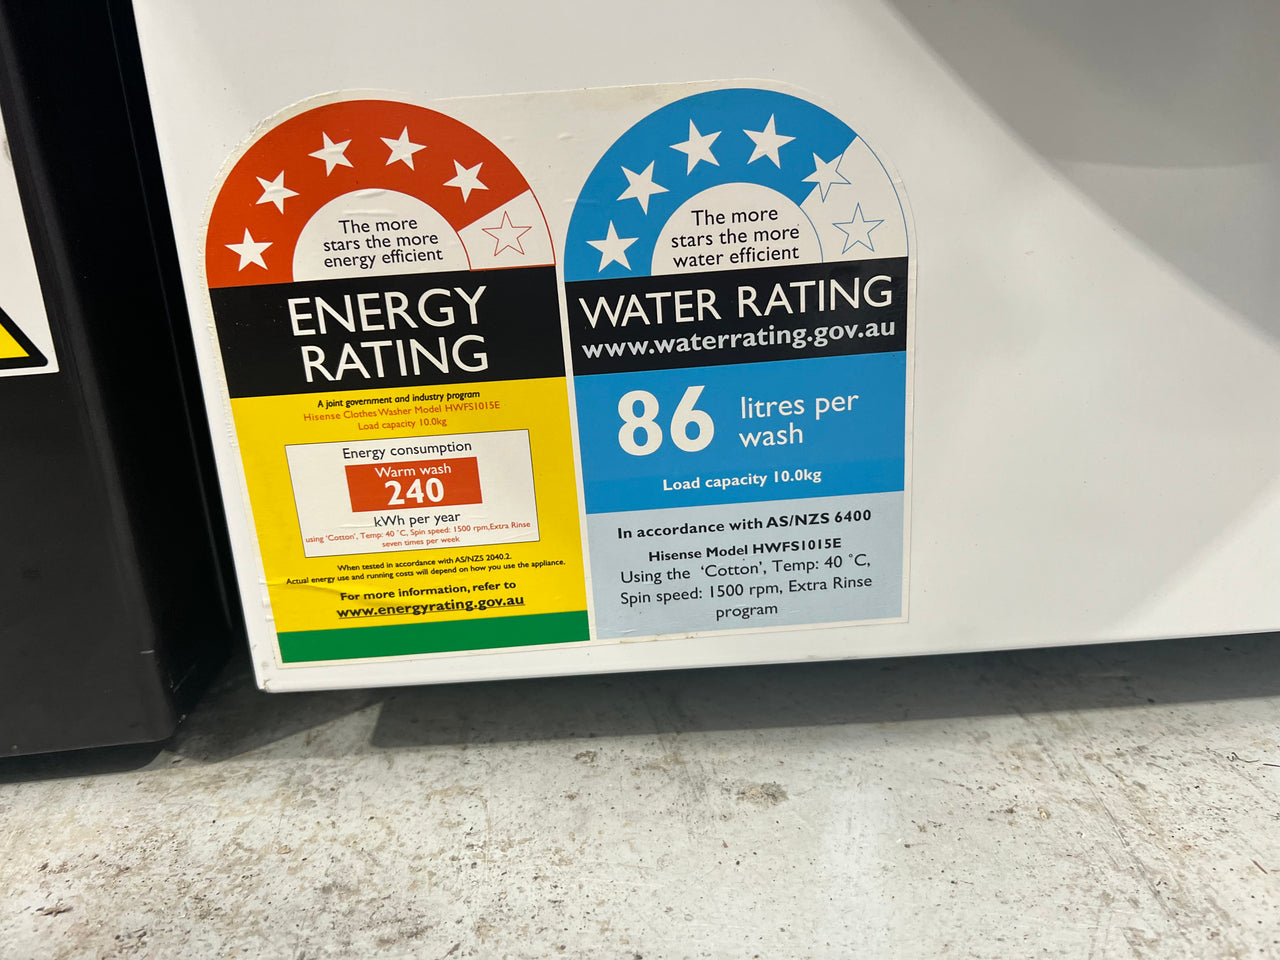 The more
stars the more
energy efficient
ENERGY
RATING
A joint government and industry program
Hisense Clothes Washer Model HWFS1015E
Load capacity 10.0kg
Energy consumption
Warm wash
240
kWh per year
using 'Cotton', Temp: 40 ˚C, Spin speed: 1500 rpm,Extra Rinse
seven times per week
When tested in accordance with AS/NZS 2040.2.
Actual energy use and running costs will depend on how you use the appliance.
For more information, refer to
www.energyrating.gov.au
The more
stars the more
water efficient
WATER RATING
www.waterrating.gov.au
86
litres per
wash
Load capacity 10.0kg
In accordance with AS/NZS 6400
Hisense Model HWFS1015E
Using the 'Cotton', Temp: 40 ˚C,
Spin speed: 1500 rpm, Extra Rinse
program